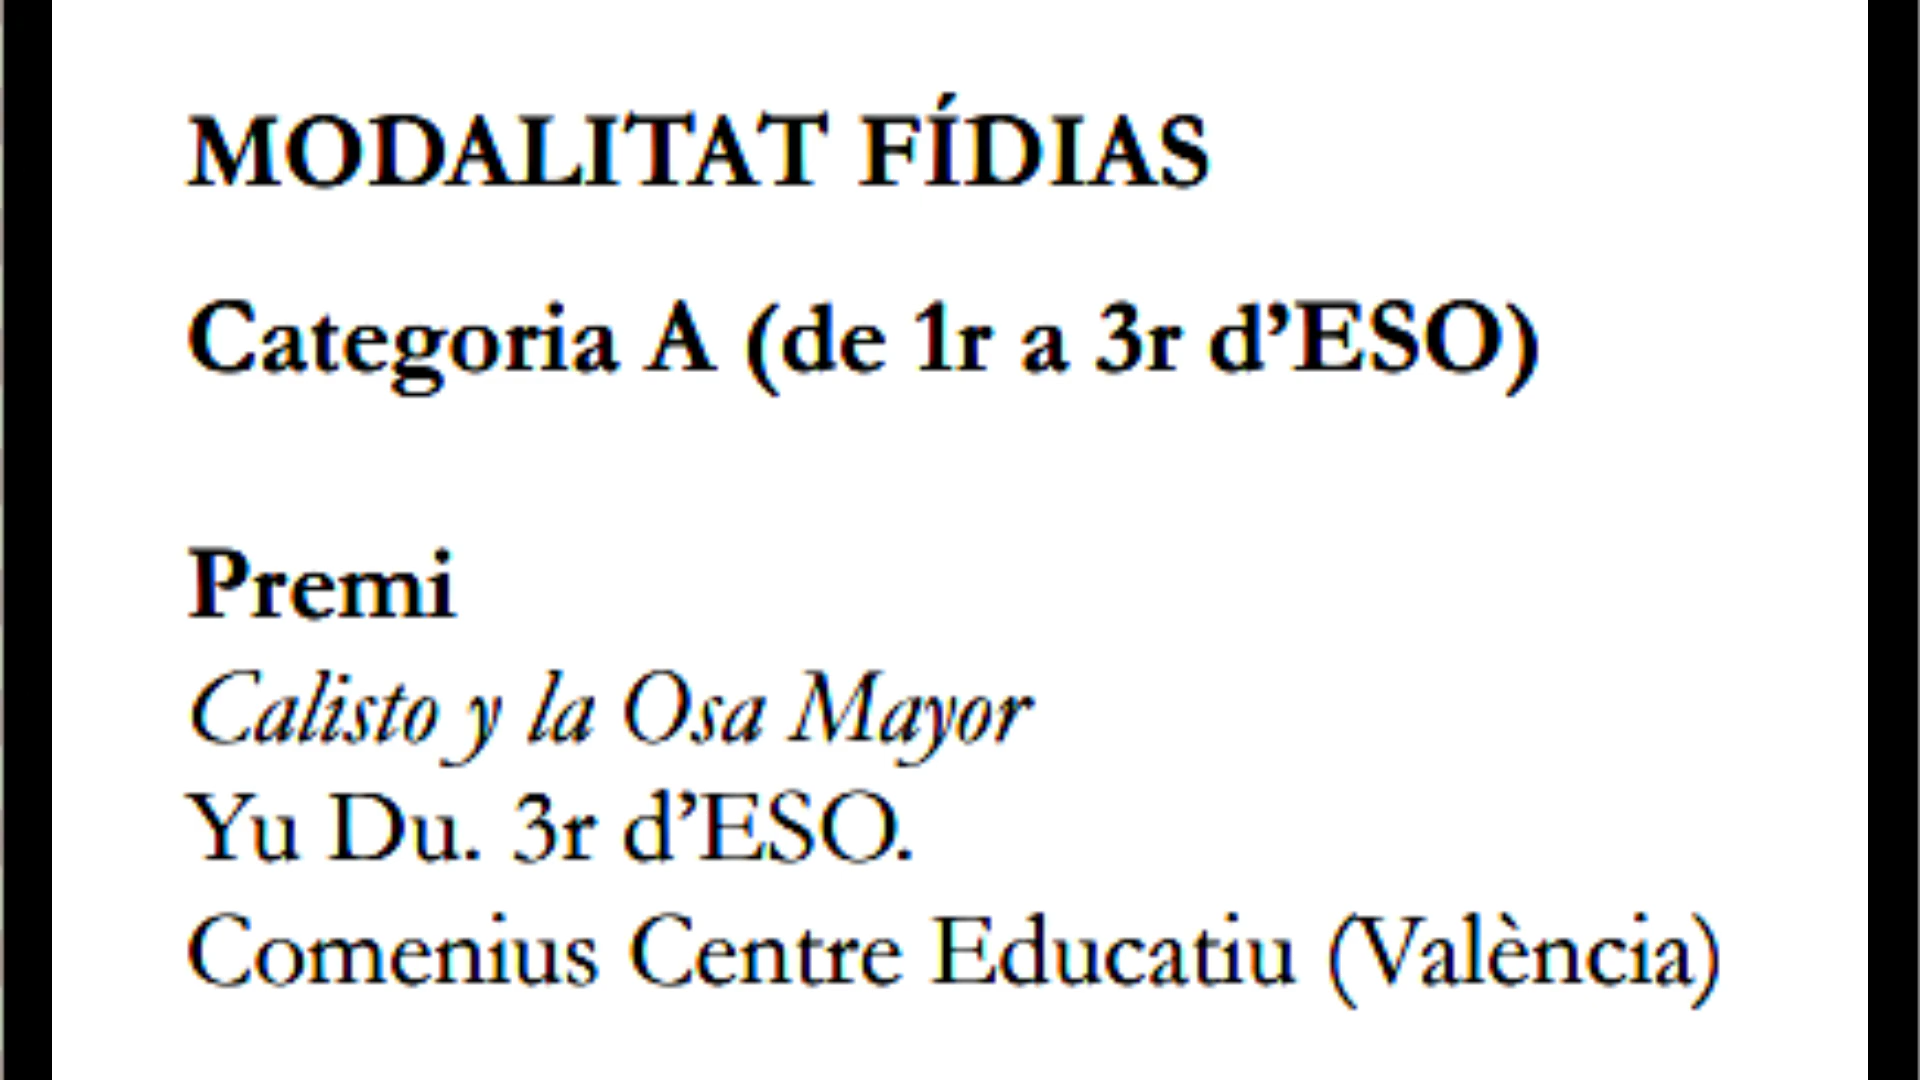 MODALITAT FÍDIAS
Categoria A (de 1r a 3r d’ESO)
Premi
Calisto y la Osa Mayor
Yu Du. 3r d’ESO.
Comenius Centre Educatiu (València)